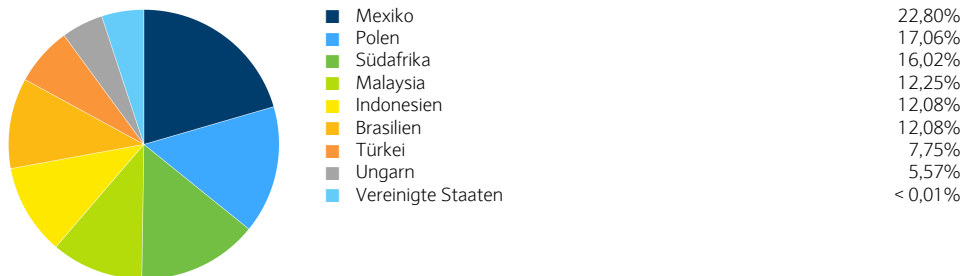 Mexiko 22,80%
Polen 17,06%
Südafrika 16,02%
Malaysia 12,25%
Indonesien 12,08%
Brasilien 12,08%
Türkei 7,75%
Ungarn 5,57%
Vereinigte Staaten < 0,01%